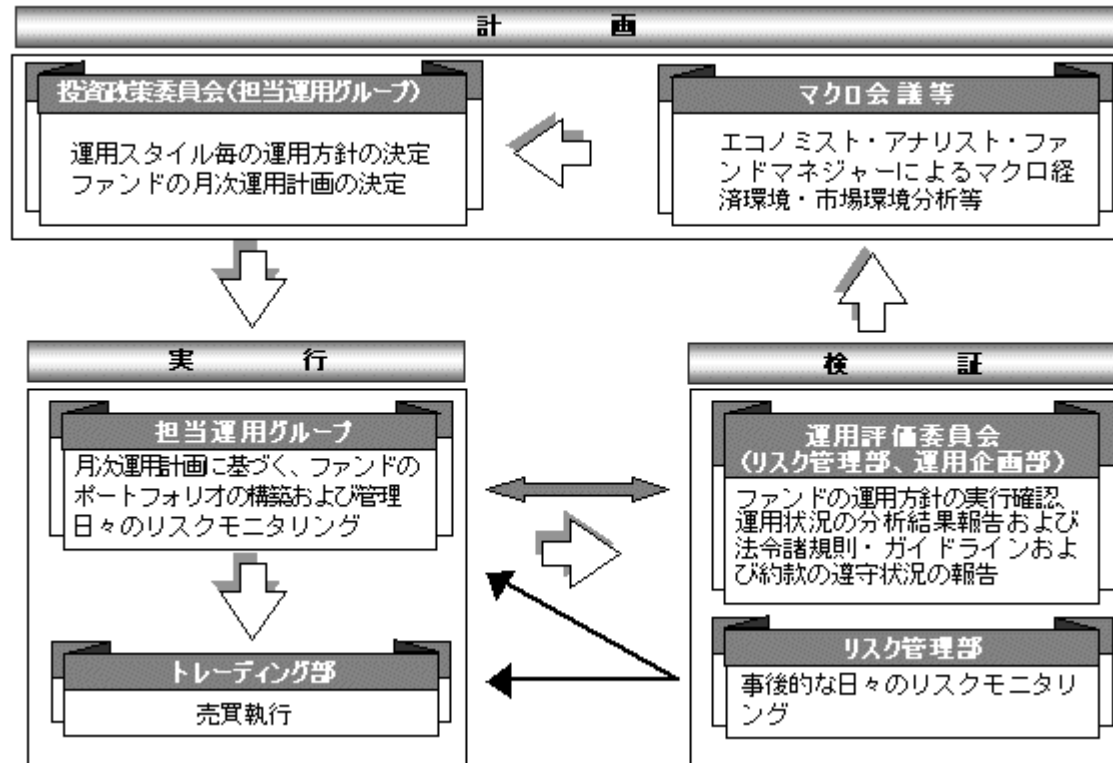 計画
投資政策委員会(担当運用グループ)
運用スタイル毎の運用方針の決定
ファンドの月次運用計画の決定
マクロ会議等
エコノミスト・アナリスト・ファ
ンドマネジャーによるマクロ経
済環境・市場環境分析等
実行
担当運用グループ
月次運用計画に基づく、ファンドの
ポートフォリオの構築および管理
日々のリスクモニタリング
トレーディング部
売買執行
検証
運用評価委員会
(リスク管理部、運用企画部)
ファンドの運用方針の実行確認、
運用状況の分析結果報告および
法令諸規則・ガイドラインおよ
び約款の遵守状況の報告
リスク管理部
事後的な日々のリスクモニタリ
ング